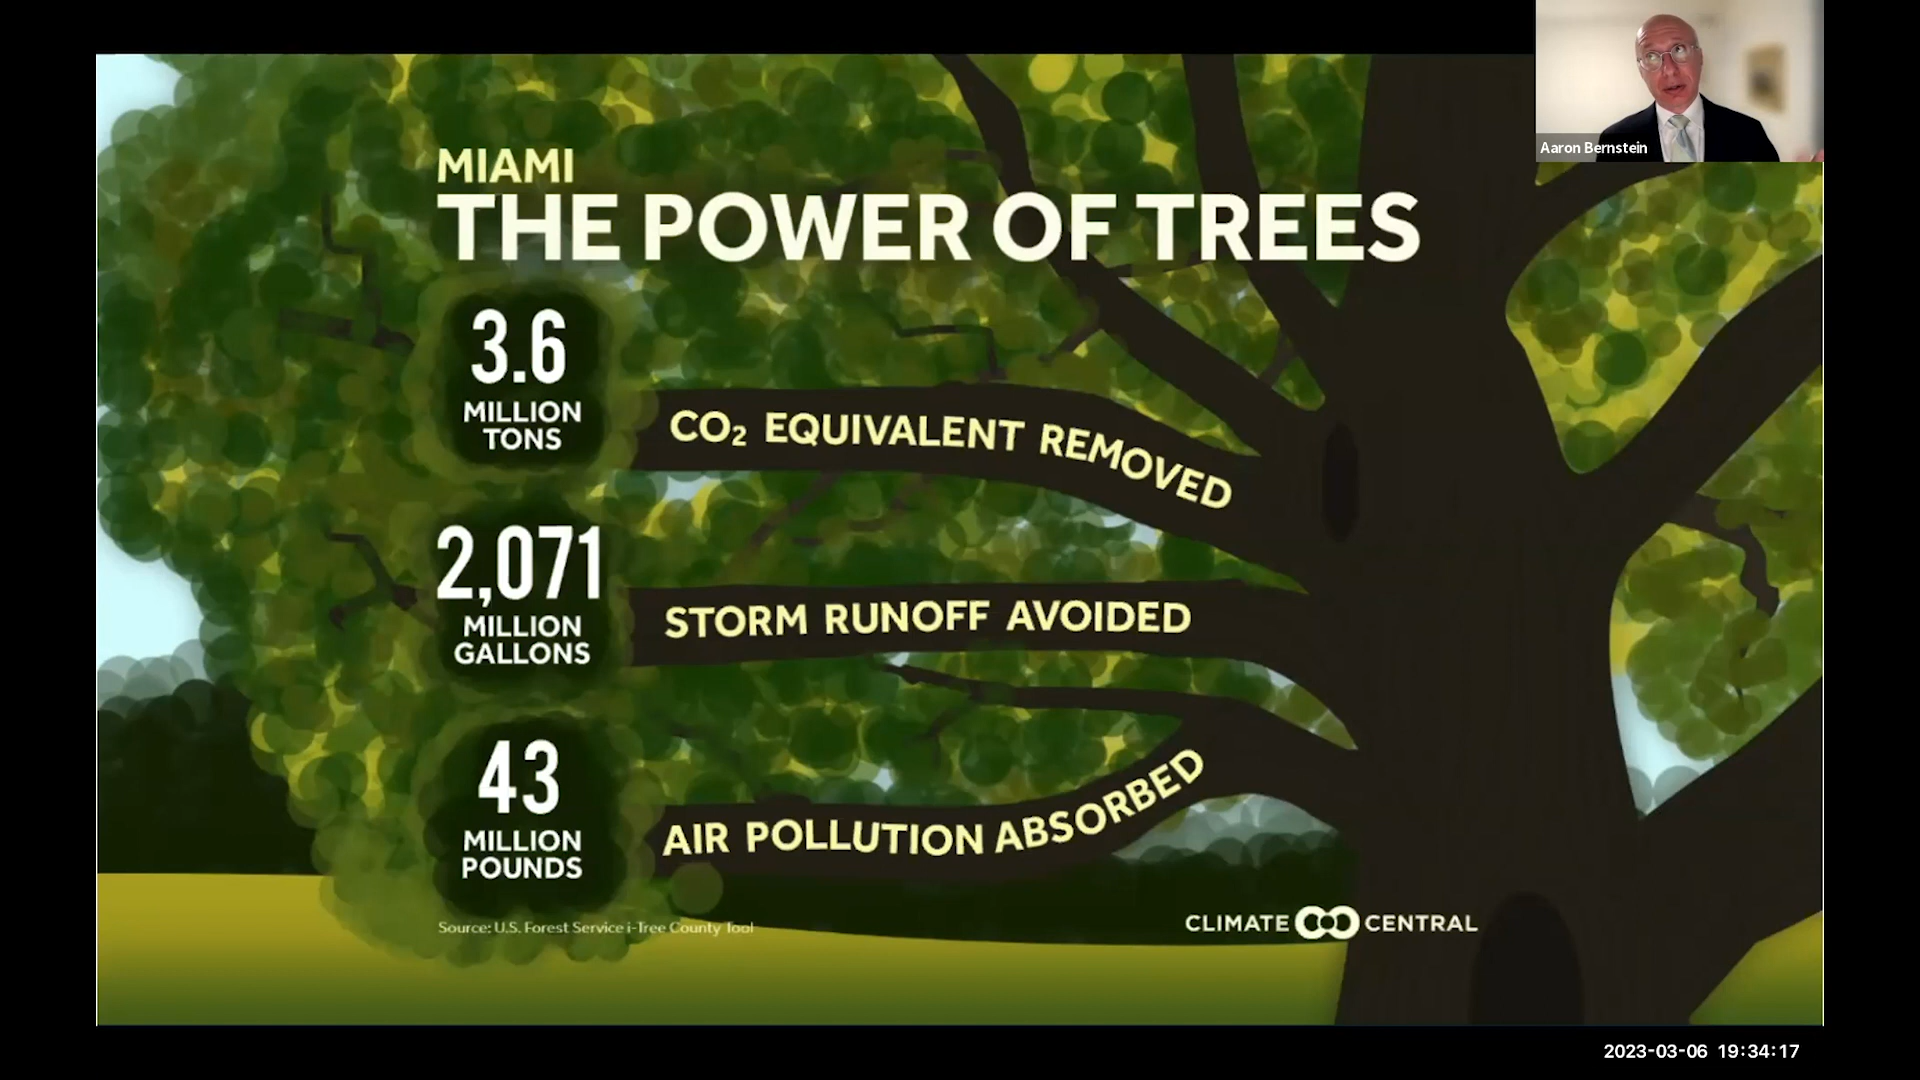 Aaron Bernstein
MIAMI
THE POWER OF TREES
3.6
MILLION
TONS
CO₂ EQUIVALENT REMOVED
2,071
MILLION
GALLONS
STORM RUNOFF AVOIDED
43
MILLION
POUNDS
AIR POLLUTION ABSORBED
Source: U.S. Forest Service i-Tree County Tool
CLIMATE CENTRAL
2023-03-06 19:34:17